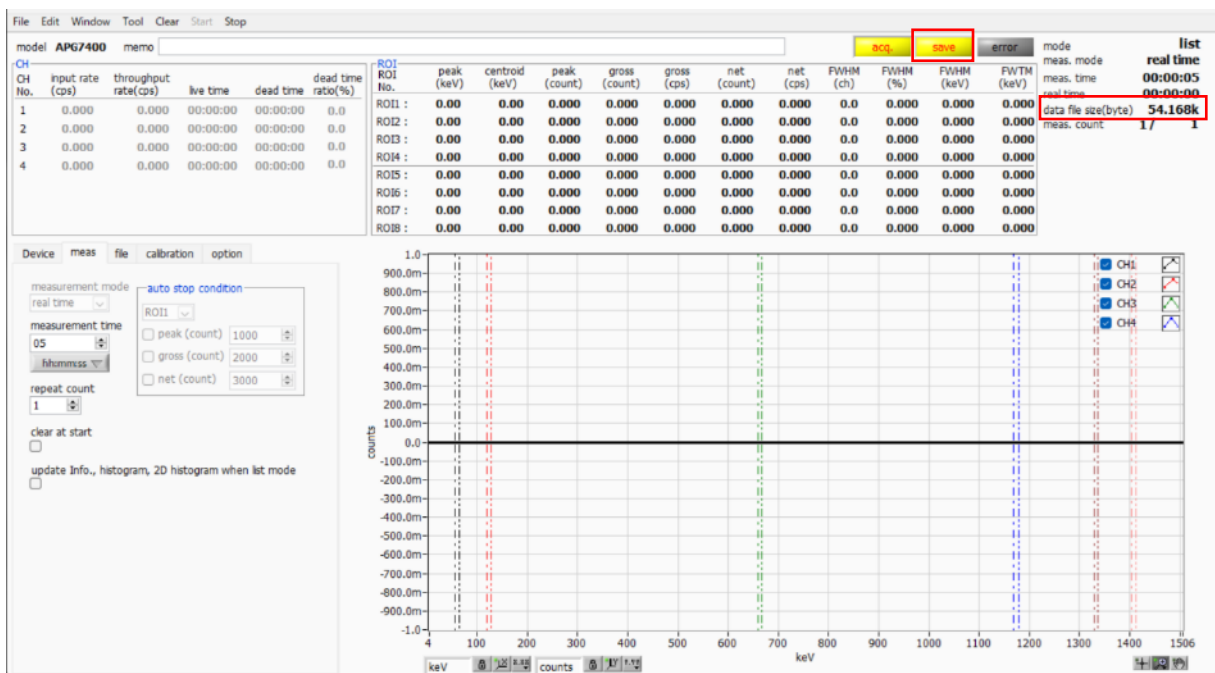 File Edit Window Tool Clear Start Stop
model APG7400 memo acq. save error
mode list
meas. mode real time
meas. time 00:00:05
real time 00:00:00
data file size(byte) 54.168k
meas. count 1 / 1
CH
CH No. input rate (cps) throughput rate(cps) live time dead time dead time ratio(%)
1 0.000 0.000 00:00:00 00:00:00 0.0
2 0.000 0.000 00:00:00 00:00:00 0.0
3 0.000 0.000 00:00:00 00:00:00 0.0
4 0.000 0.000 00:00:00 00:00:00 0.0
ROI
ROI No. peak (keV) centroid (keV) peak (count) gross (count) gross (cps) net (count) net (cps) FWHM (ch) FWHM (%) FWHM (keV) FWTM (keV)
ROI1 : 0.00 0.00 0.000 0.000 0.000 0.000 0.000 0.0 0.000 0.000 0.000
ROI2 : 0.00 0.00 0.000 0.000 0.000 0.000 0.000 0.0 0.000 0.000 0.000
ROI3 : 0.00 0.00 0.000 0.000 0.000 0.000 0.000 0.0 0.000 0.000 0.000
ROI4 : 0.00 0.00 0.000 0.000 0.000 0.000 0.000 0.0 0.000 0.000 0.000
ROI5 : 0.00 0.00 0.000 0.000 0.000 0.000 0.000 0.0 0.000 0.000 0.000
ROI6 : 0.00 0.00 0.000 0.000 0.000 0.000 0.000 0.0 0.000 0.000 0.000
ROI7 : 0.00 0.00 0.000 0.000 0.000 0.000 0.000 0.0 0.000 0.000 0.000
ROI8 : 0.00 0.00 0.000 0.000 0.000 0.000 0.000 0.0 0.000 0.000 0.000
Device meas file calibration option
measurement mode
real time
measurement time
05
hh:mm:ss
repeat count
1
clear at start
update Info., histogram, 2D histogram when list mode
auto stop condition
ROI1
peak (count) 1000
gross (count) 2000
net (count) 3000
1.0
900.0m
800.0m
700.0m
600.0m
500.0m
400.0m
300.0m
200.0m
100.0m
0.0
-100.0m
-200.0m
-300.0m
-400.0m
-500.0m
-600.0m
-700.0m
-800.0m
-900.0m
-1.0
counts
CH1
CH2
CH3
CH4
4 100 200 300 400 500 600 700 800 900 1000 1100 1200 1300 1400 1506
keV
keV counts